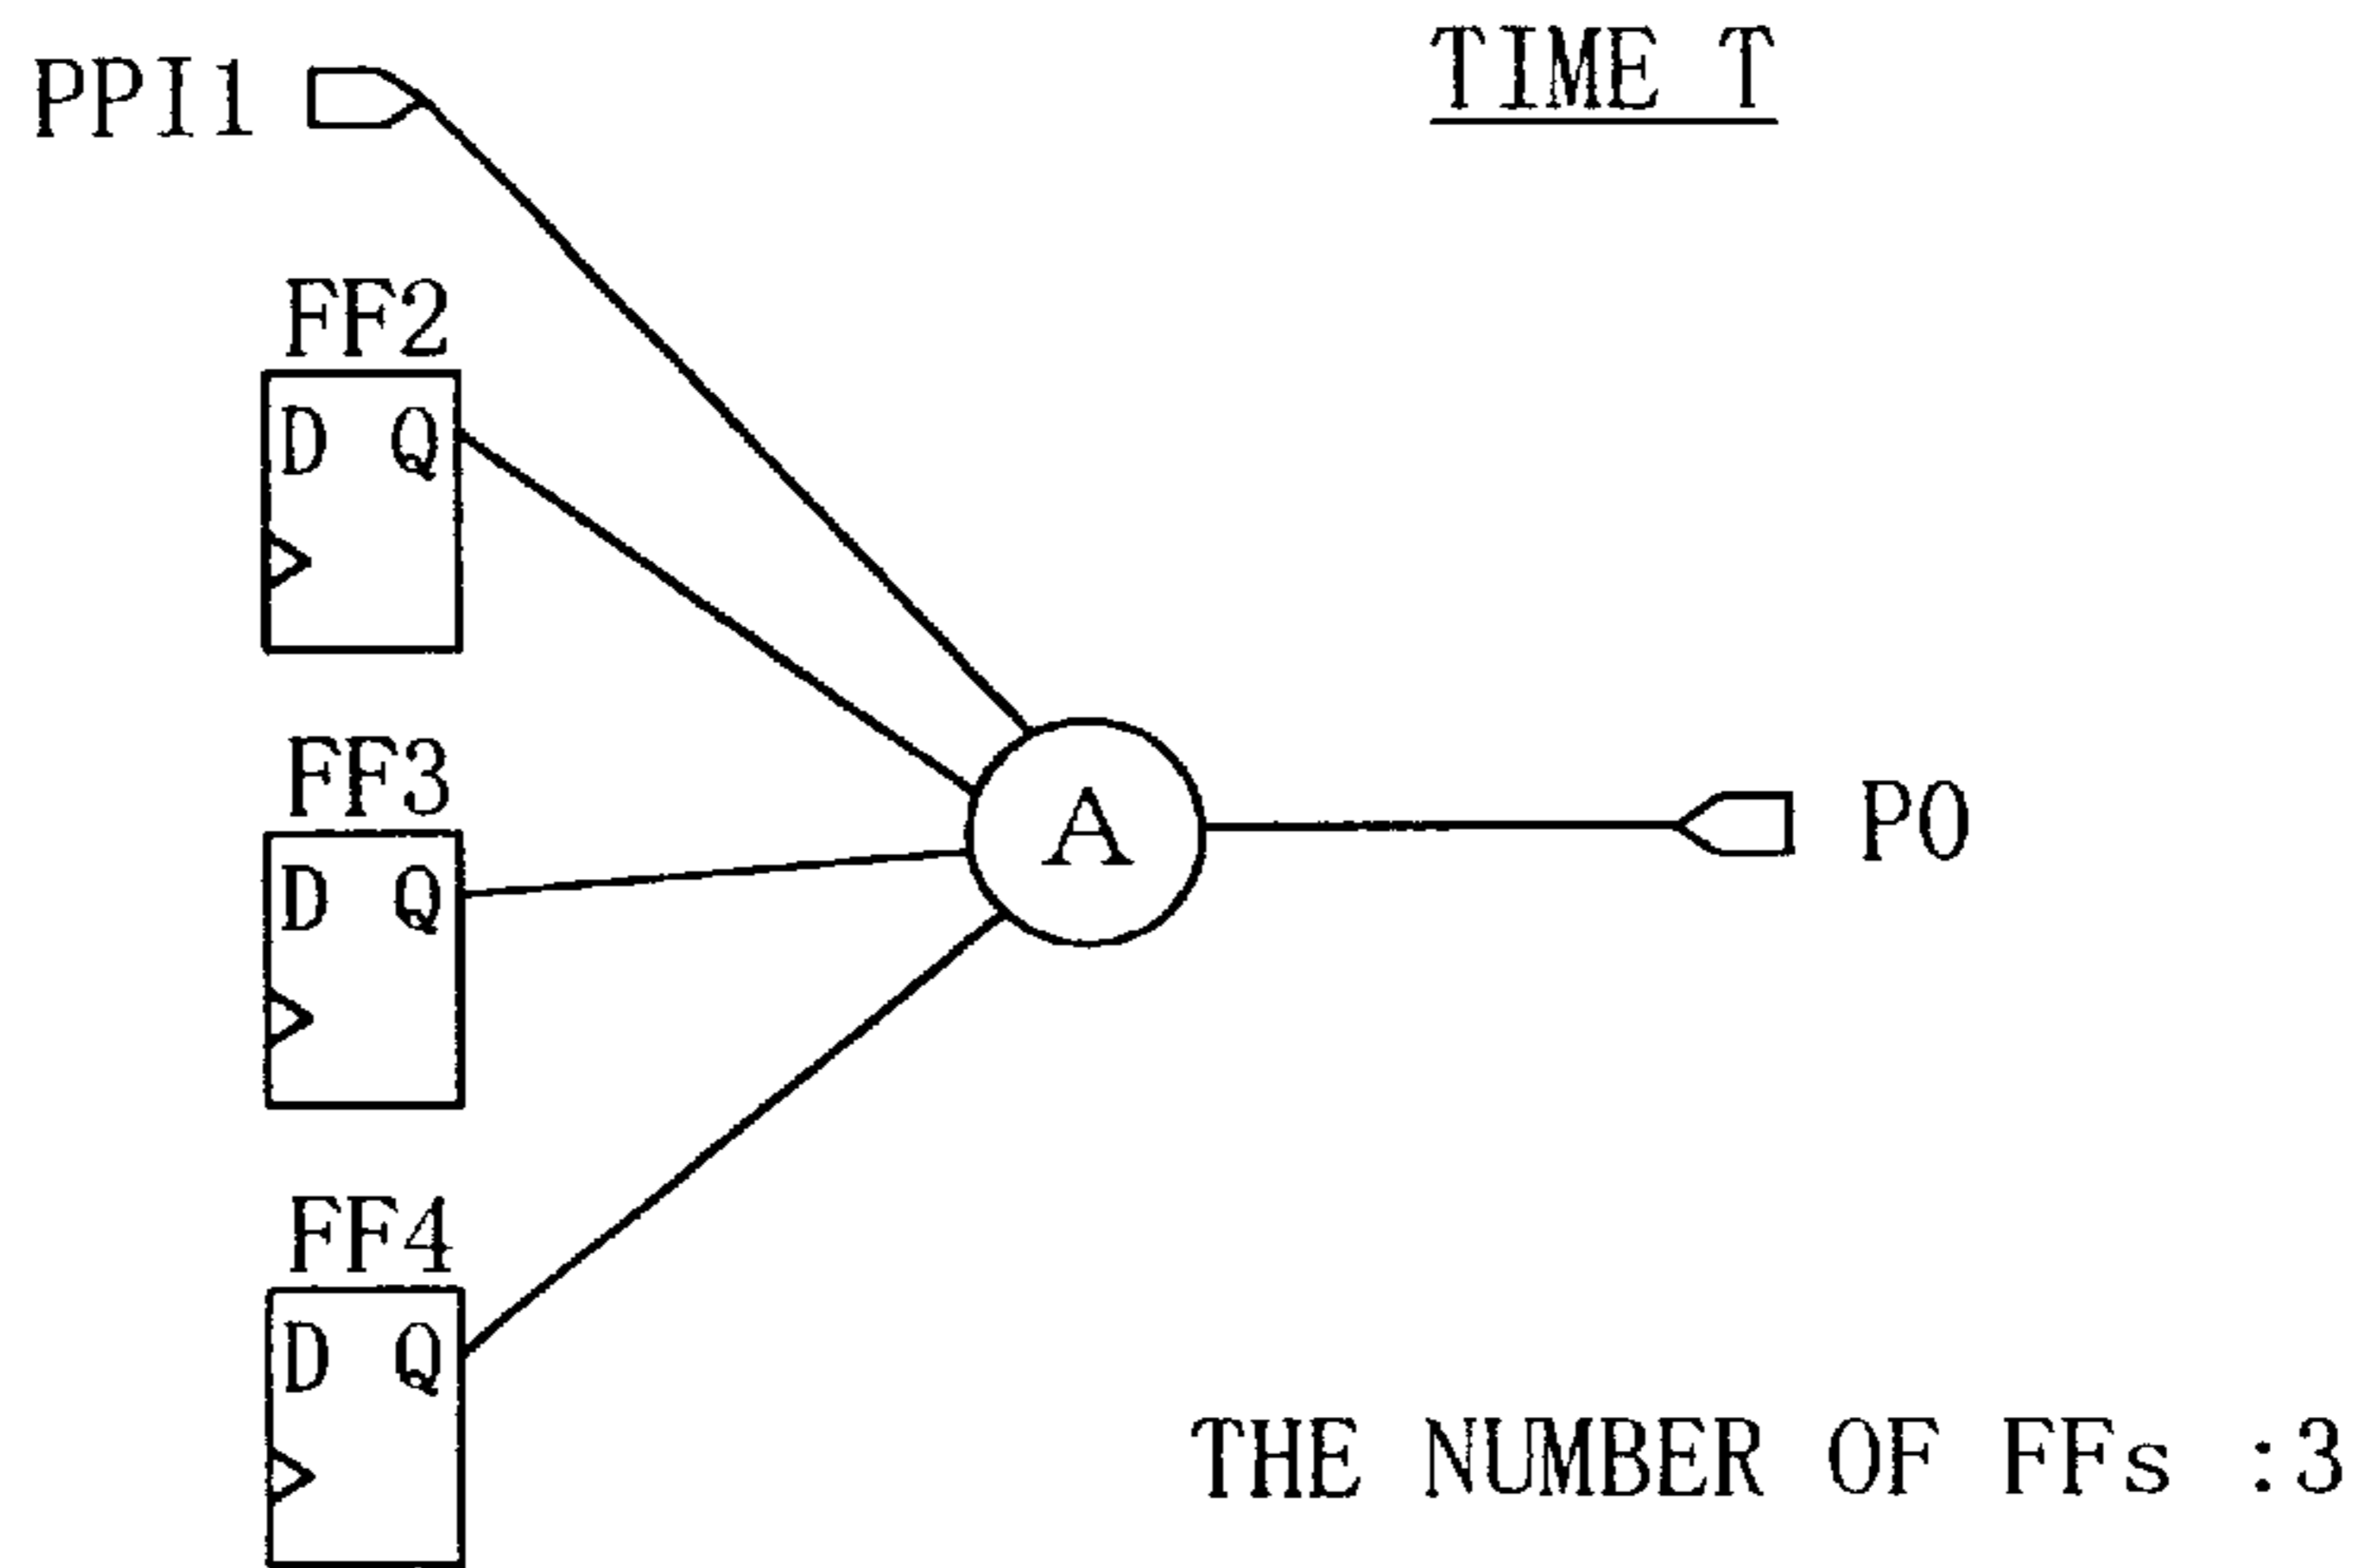 TIME T
PPI1
FF2
D Q
FF3
D Q
A
PO
FF4
D Q
THE NUMBER OF FFs :3